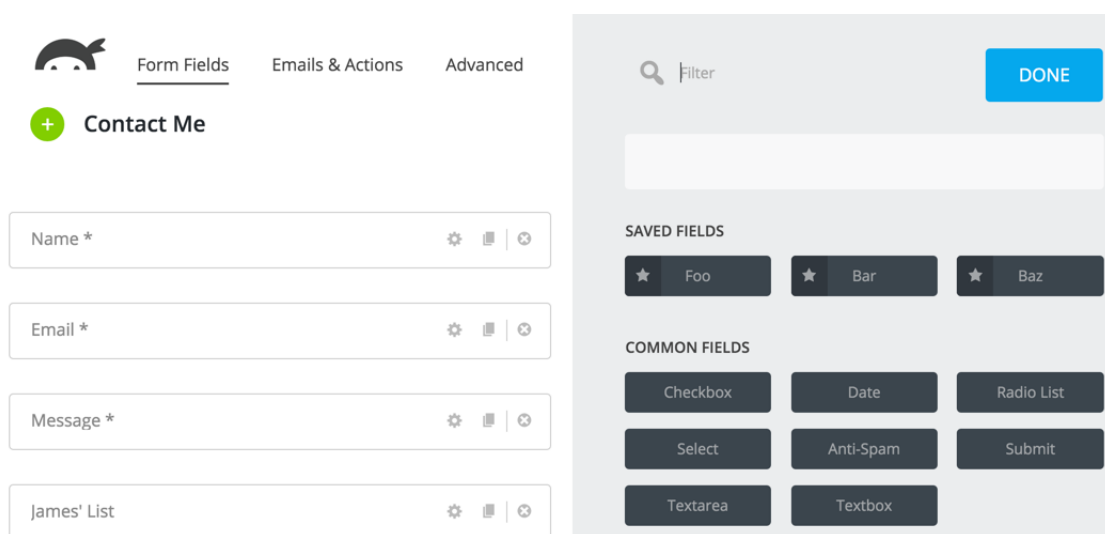 Form Fields Emails & Actions Advanced
Contact Me
Name *
Email *
Message *
James' List
Filter
DONE
SAVED FIELDS
Foo Bar Baz
COMMON FIELDS
Checkbox Date Radio List
Select Anti-Spam Submit
Textarea Textbox